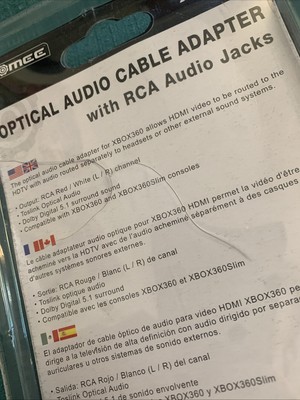 OMEE
OPTICAL AUDIO CABLE ADAPTER
with RCA Audio Jacks
The optical audio cable adapter for XBOX360 allows HDMI video to be routed to the
HDTV with audio routed separately to headsets or other external sound systems.
• Output: RCA Red / White (L / R) channel
• Toslink Optical Audio
• Dolby Digital 5.1 surround sound
• Compatible with XBOX360 and XBOX360Slim consoles
Le câble adaptateur audio optique pour XBOX360 HDMI permet la vidéo d'être
acheminé vers la HDTV avec de l'audio acheminé séparément à des casques
d'autres systèmes sonores externes.
• Sortie: RCA Rouge / Blanc (L / R) de canal
• Toslink optique audio
• Dolby Digital 5.1 surround
• Compatible avec les consoles XBOX360 et XBOX360Slim
El adaptador de cable óptico de audio para video HDMI XBOX360 pe
dirige a la televisión de alta definición con audio dirigido por separa
auriculares u otros sistemas de sonido externos.
• Salida: RCA Rojo / Blanco (L / R) del canal
Toslink Optical Audio
5.1 de sonido envolvente
XBOX360 y XBOX360Slim